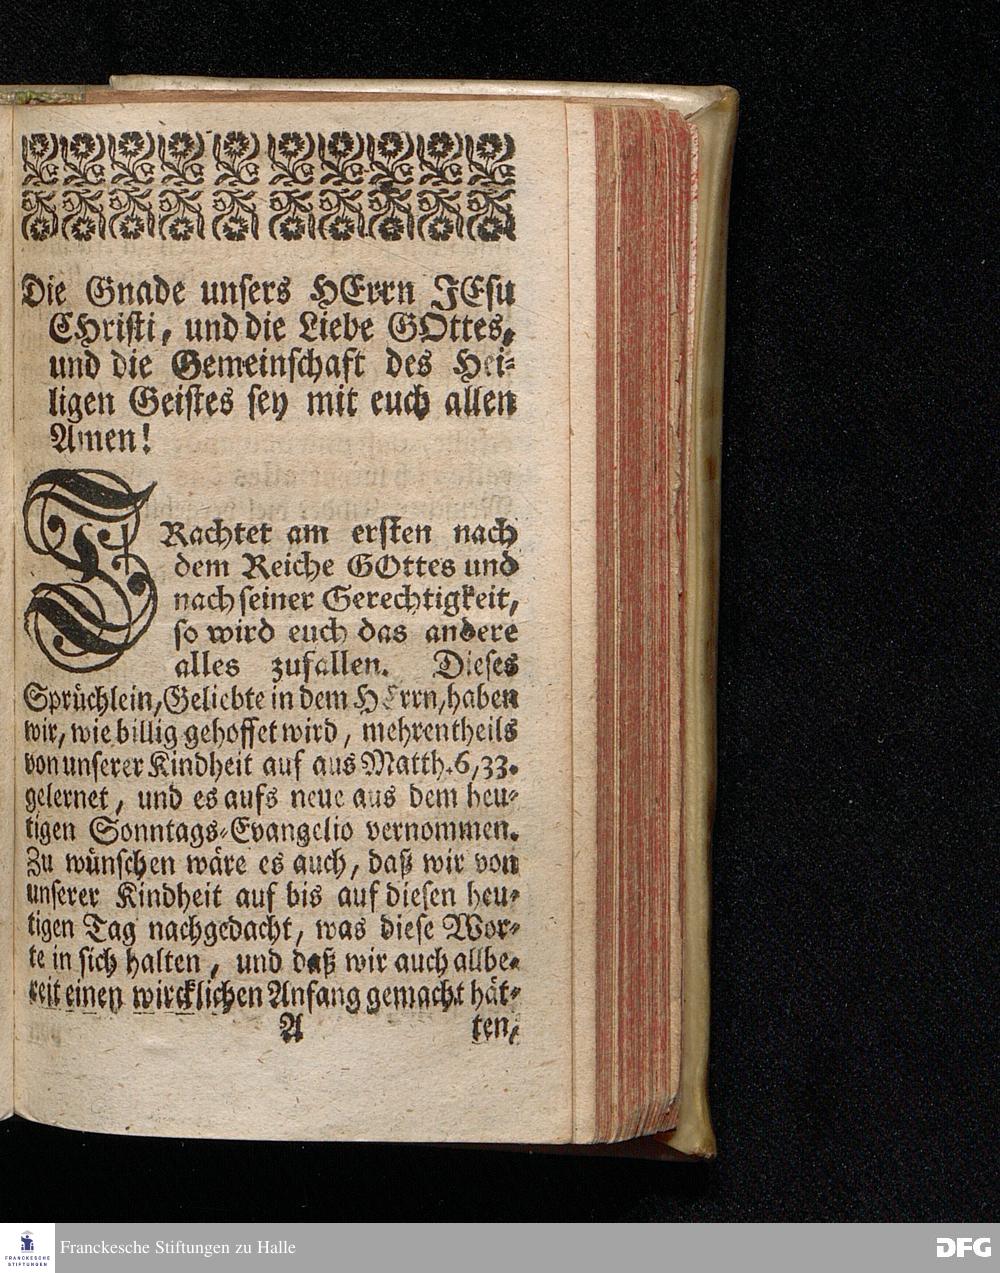 Die Gnade unsers HErrn JEsu
CHristi, und die Liebe GOttes,
und die Gemeinschaft des Hei-
ligen Geistes sey mit euch allen
Amen!
TRachtet am ersten nach
dem Reiche GOttes und
nach seiner Gerechtigkeit,
so wird euch das andere
alles zufallen. Dieses
Sprüchlein, Geliebte in dem HErrn, haben
wir, wie billig gehoffet wird, mehrentheils
von unserer Kindheit auf aus Matth. 6, 33.
gelernet, und es aufs neue aus dem heu-
tigen Sonntags-Evangelio vernommen.
Zu wünschen wäre es auch, daß wir von
unserer Kindheit auf bis auf diesen heu-
tigen Tag nachgedacht, was diese Wor-
te in sich halten, und daß wir auch allbe-
reit einen wircklichen Anfang gemacht hät-
A ten,
Franckesche Stiftungen zu Halle
FRANCKESCHE
STIFTUNGEN
DFG